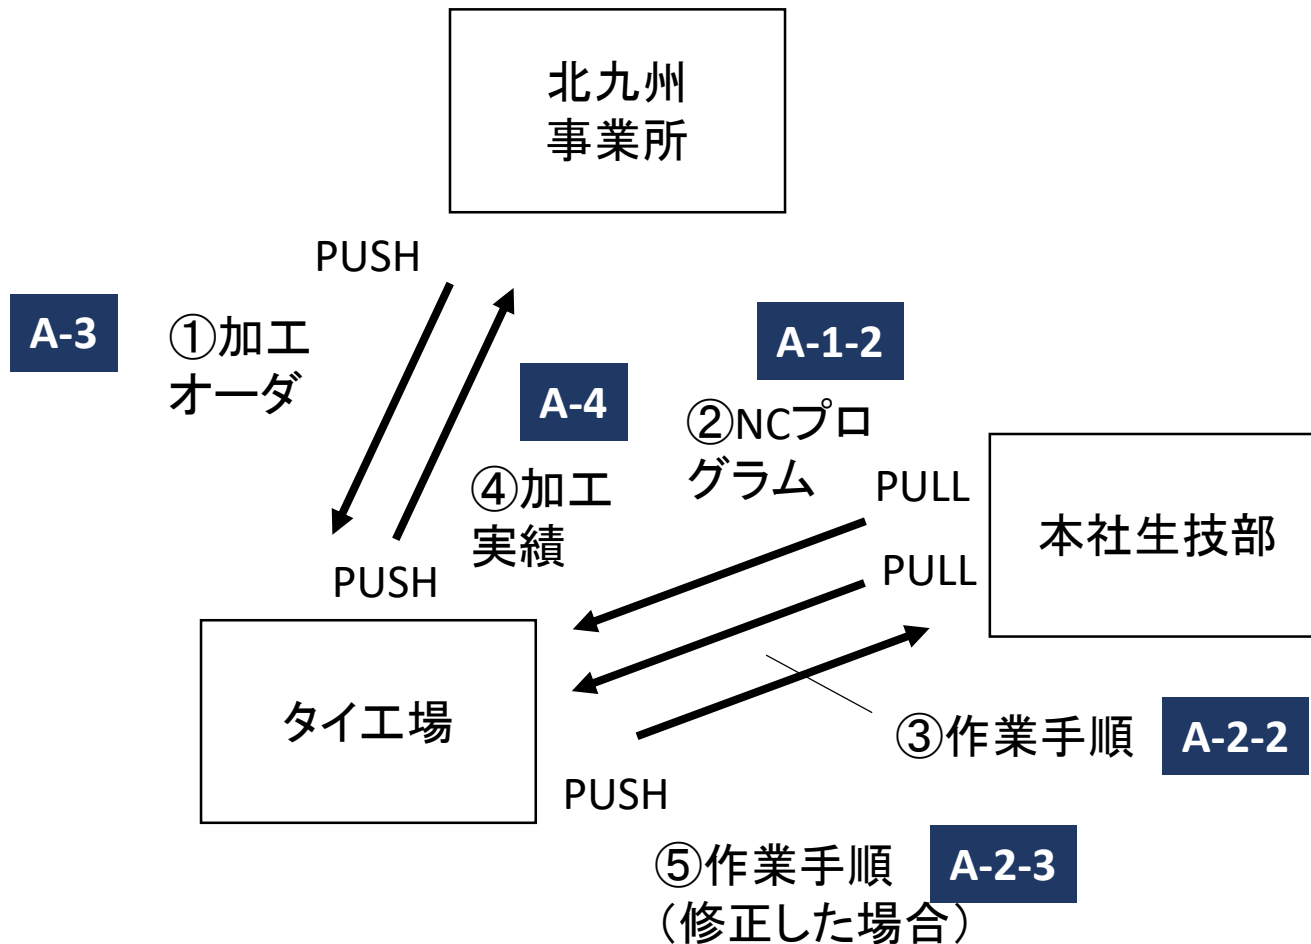 北九州
事業所
PUSH
A-3
①加工
オーダ
A-4
④加工
実績
PUSH
A-1-2
②NCプロ
グラム
PULL
PULL
本社生技部
タイ工場
③作業手順
A-2-2
PUSH
⑤作業手順
A-2-3
（修正した場合）